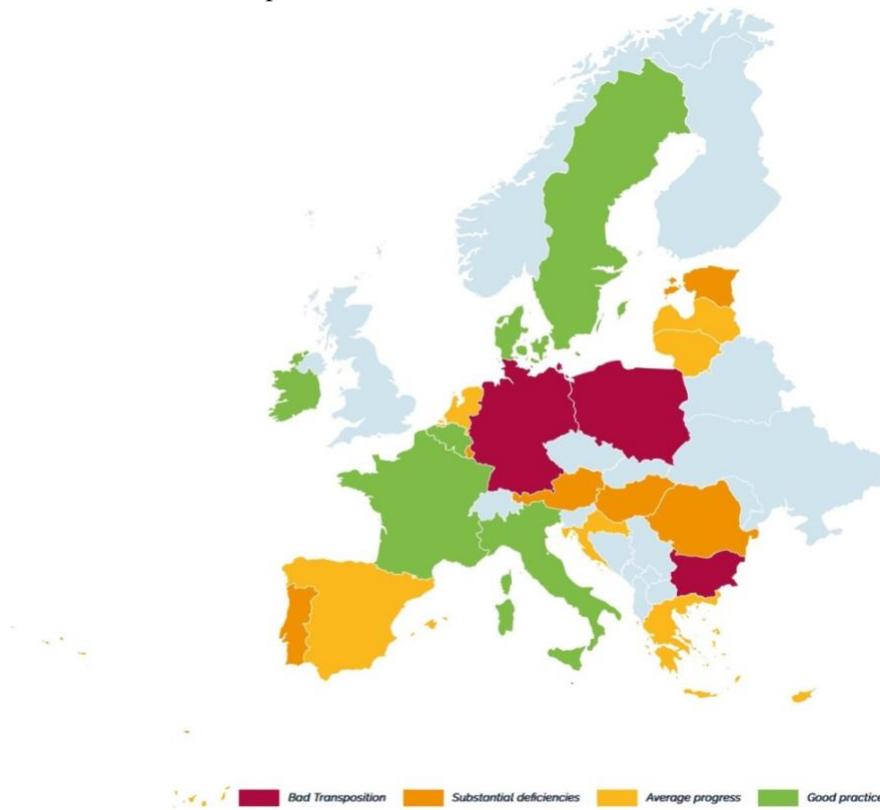 Bad Transposition
Substantial deficiencies
Average progress
Good practice